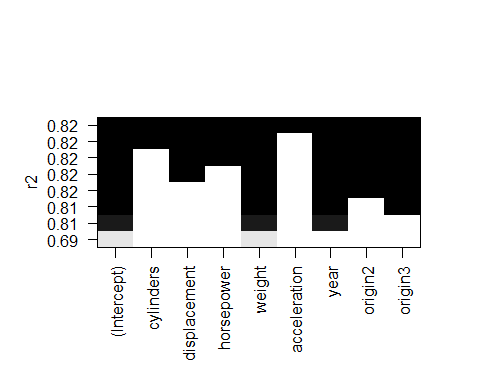 0.82
0.82
0.82
0.82
0.82
0.81
0.81
0.69
r2
(Intercept)
cylinders
displacement
horsepower
weight
acceleration
year
origin2
origin3